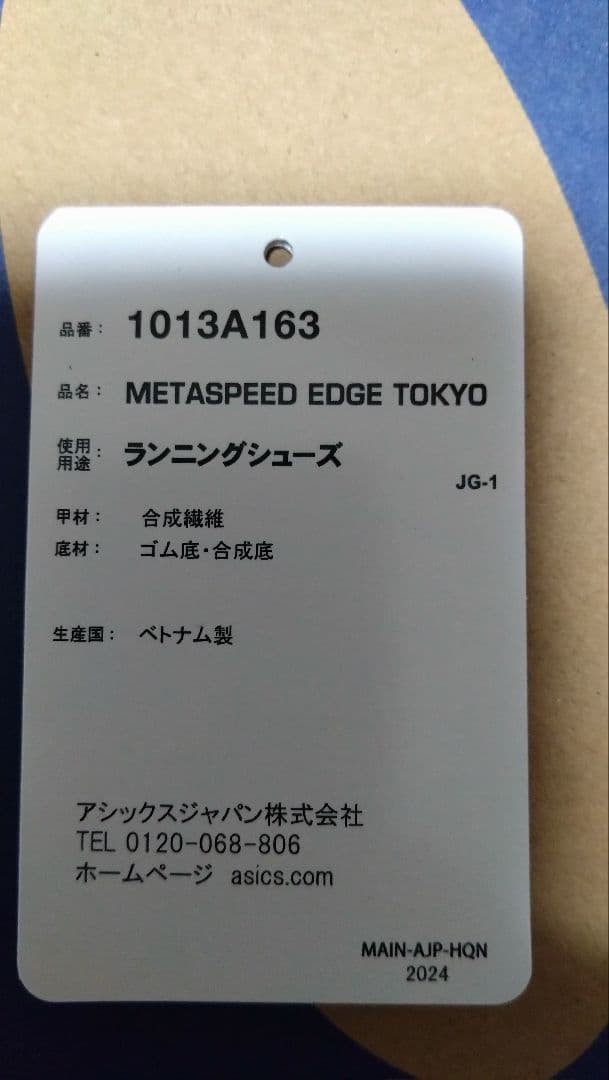 品番： 1013A163
品名： METASPEED EDGE TOKYO
使用用途： ランニングシューズ
JG-1
甲材： 合成繊維
底材： ゴム底・合成底
生産国： ベトナム製
アシックスジャパン株式会社
TEL 0120-068-806
ホームページ asics.com
MAIN-AJP-HQN
2024